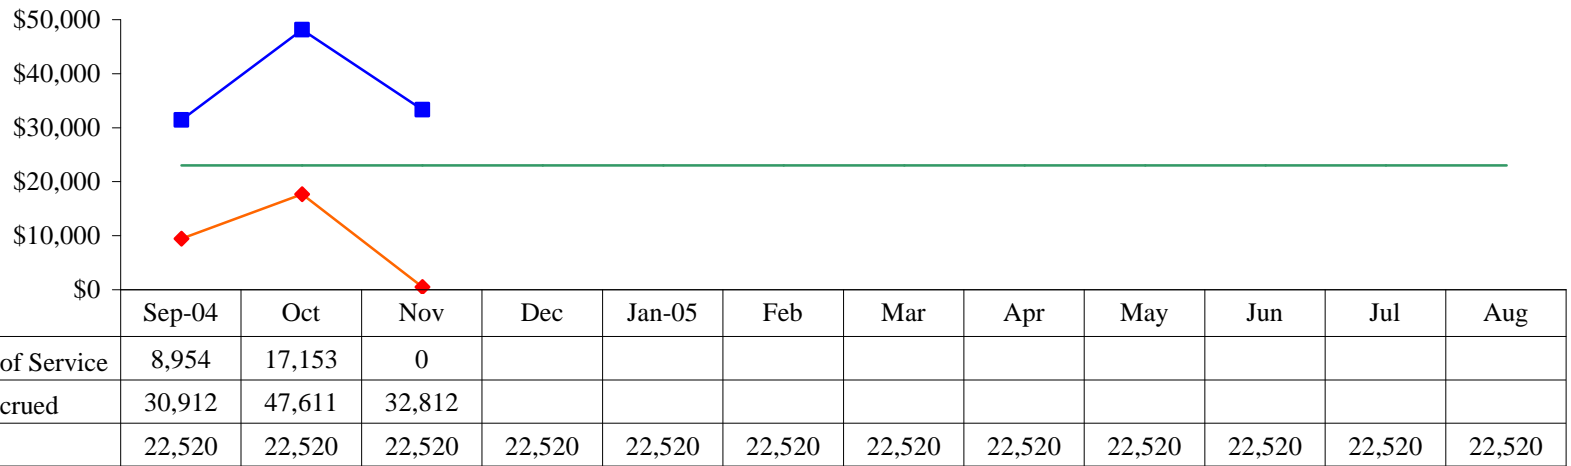 $50,000
$40,000
$30,000
$20,000
$10,000
$0
Sep-04 Oct Nov Dec Jan-05 Feb Mar Apr May Jun Jul Aug
of Service 8,954 17,153 0
crued 30,912 47,611 32,812
22,520 22,520 22,520 22,520 22,520 22,520 22,520 22,520 22,520 22,520 22,520 22,520